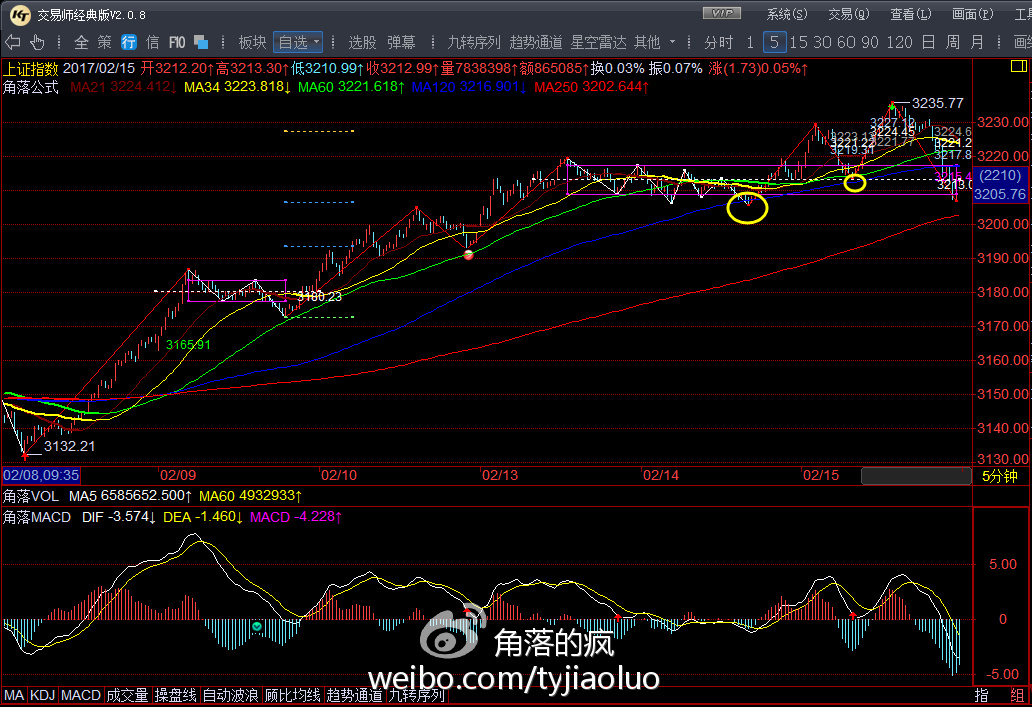 交易师经典版V2.0.8 VIP 系统(S) 交易(Q) 查看(L) 画面(P) 工具
全 策 行 信 F10 板块 自选 选股 弹幕 九转序列 趋势通道 星空雷达 其他 分时 1 5 15 30 60 90 120 日 周 月 画线
上证指数 2017/02/15 开3212.20↑高3213.30↑低3210.99↑收3212.99↑量7838398↑额865085↑换0.03% 振0.07% 涨(1.73)0.05%↑
角落公式 MA21 3224.412↓ MA34 3223.818↓ MA60 3221.618↑ MA120 3216.901↓ MA250 3202.644↑
3235.77
3230.00
3227.12
3224.45
3224.6
3221.22
3219.31
3217.8
3220.00
(2210)
3205.76
3200.00
3190.00
3180.23
3180.00
3170.00
3165.91
3160.00
3150.00
3140.00
3132.21
3130.00
02/08,09:35 02/09 02/10 02/13 02/14 02/15 5分钟
角落VOL MA5 6585652.500↑ MA60 4932933↑
角落MACD DIF -3.574↓ DEA -1.460↓ MACD -4.228↑
5.00
0
-5.00
角落的疯
weibo.com/tyjiaoluo
MA KDJ MACD 成交量 操盘线 自动波浪 顾比均线 趋势通道 九转序列 指 组